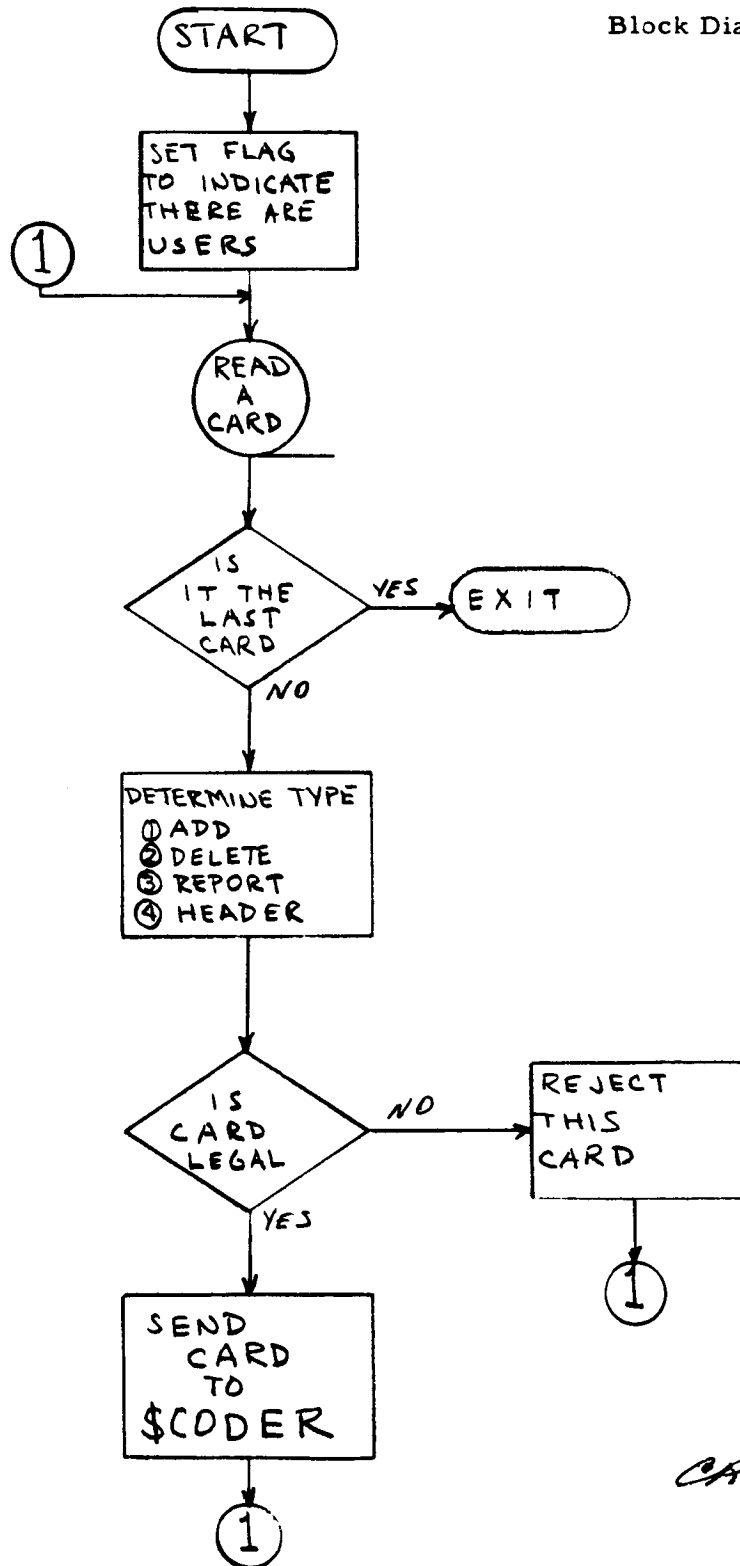 Block Dia
START
SET FLAG
TO INDICATE
THERE ARE
USERS
1
READ
A
CARD
IS
IT THE
LAST
CARD
YES
EXIT
NO
DETERMINE TYPE
① ADD
② DELETE
③ REPORT
④ HEADER
IS
CARD
LEGAL
NO
REJECT
THIS
CARD
1
YES
SEND
CARD
TO
$CODER
1